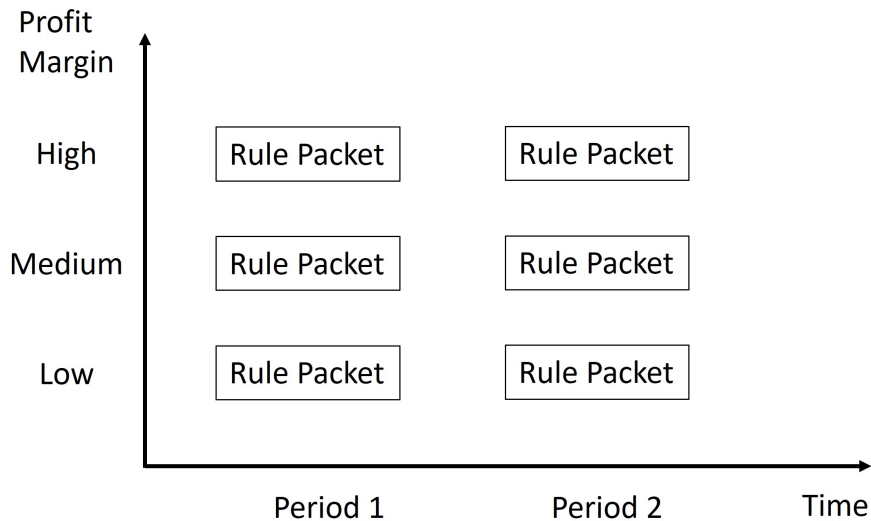 Profit
Margin
High
Rule Packet
Rule Packet
Medium
Rule Packet
Rule Packet
Low
Rule Packet
Rule Packet
Period 1
Period 2
Time